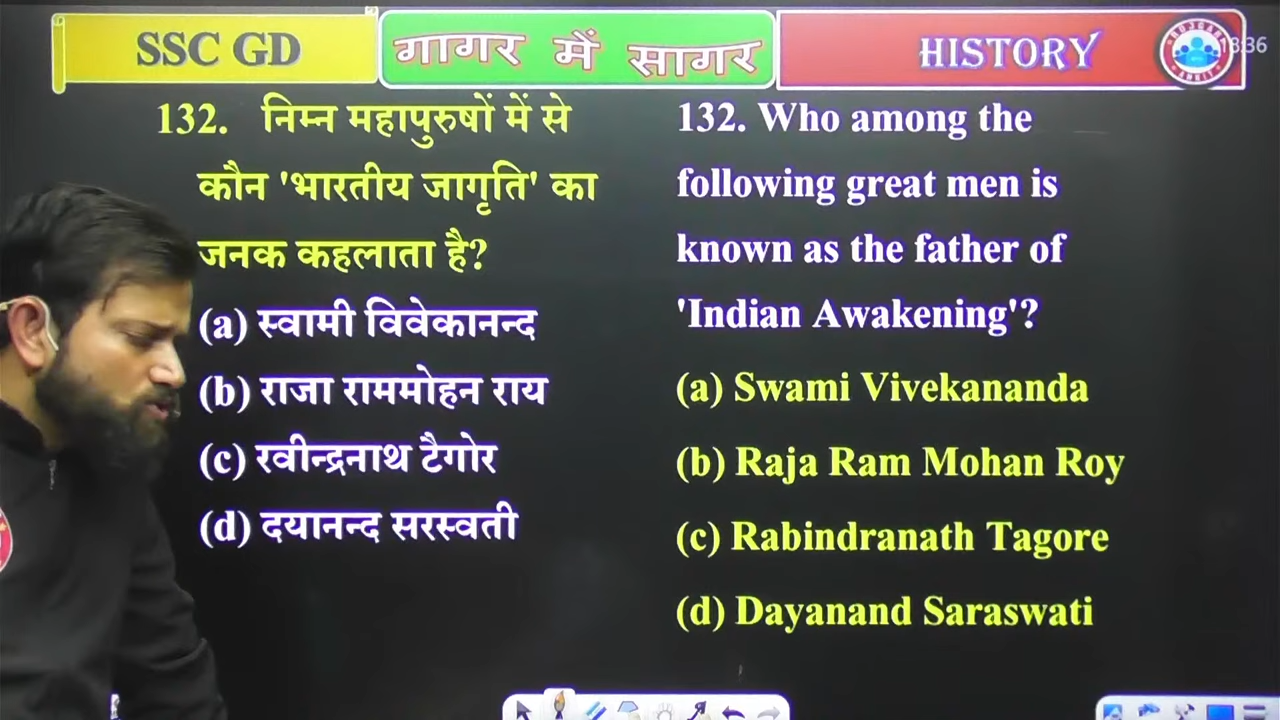 SSC GD
गागर में सागर
HISTORY
ROJGAR
ANKIT
132. निम्न महापुरुषों में से
कौन 'भारतीय जागृति' का
जनक कहलाता है?
(a) स्वामी विवेकानन्द
(b) राजा राममोहन राय
(c) रवीन्द्रनाथ टैगोर
(d) दयानन्द सरस्वती
132. Who among the
following great men is
known as the father of
'Indian Awakening'?
(a) Swami Vivekananda
(b) Raja Ram Mohan Roy
(c) Rabindranath Tagore
(d) Dayanand Saraswati